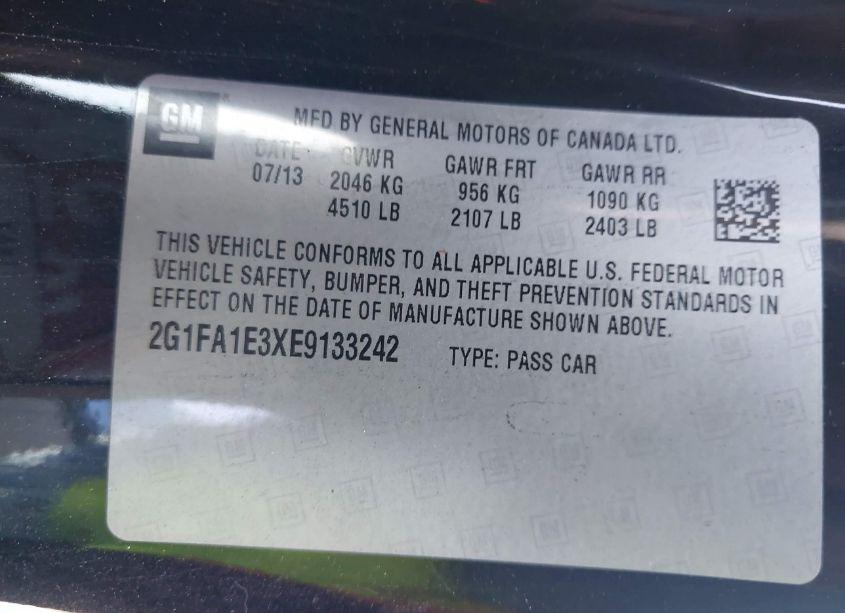 GM
MFD BY GENERAL MOTORS OF CANADA LTD.
DATE GVWR GAWR FRT GAWR RR
07/13 2046 KG 956 KG 1090 KG
4510 LB 2107 LB 2403 LB
THIS VEHICLE CONFORMS TO ALL APPLICABLE U.S. FEDERAL MOTOR
VEHICLE SAFETY, BUMPER, AND THEFT PREVENTION STANDARDS IN
EFFECT ON THE DATE OF MANUFACTURE SHOWN ABOVE.
2G1FA1E3XE9133242 TYPE: PASS CAR